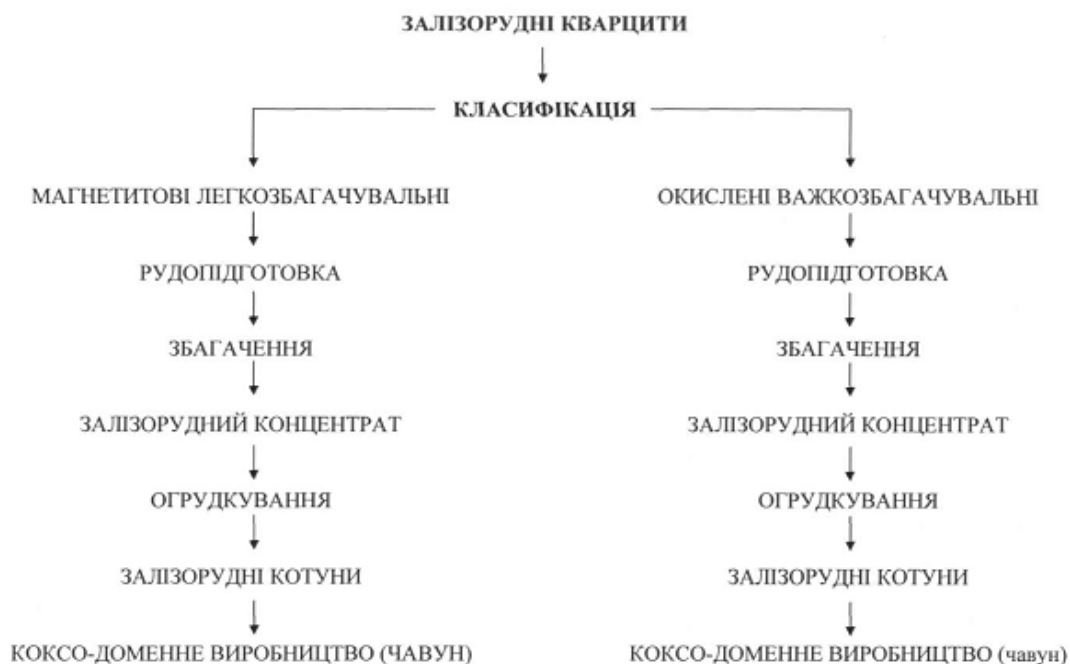 ЗАЛІЗОРУДНІ КВАРЦИТИ
КЛАСИФІКАЦІЯ
МАГНЕТИТОВІ ЛЕГКОЗБАГАЧУВАЛЬНІ
ОКИСЛЕНІ ВАЖКОЗБАГАЧУВАЛЬНІ
РУДОПІДГОТОВКА
РУДОПІДГОТОВКА
ЗБАГАЧЕННЯ
ЗБАГАЧЕННЯ
ЗАЛІЗОРУДНИЙ КОНЦЕНТРАТ
ЗАЛІЗОРУДНИЙ КОНЦЕНТРАТ
ОГРУДКУВАННЯ
ОГРУДКУВАННЯ
ЗАЛІЗОРУДНІ КОТУНИ
ЗАЛІЗОРУДНІ КОТУНИ
КОКСО-ДОМЕННЕ ВИРОБНИЦТВО (ЧАВУН)
КОКСО-ДОМЕННЕ ВИРОБНИЦТВО (чавун)